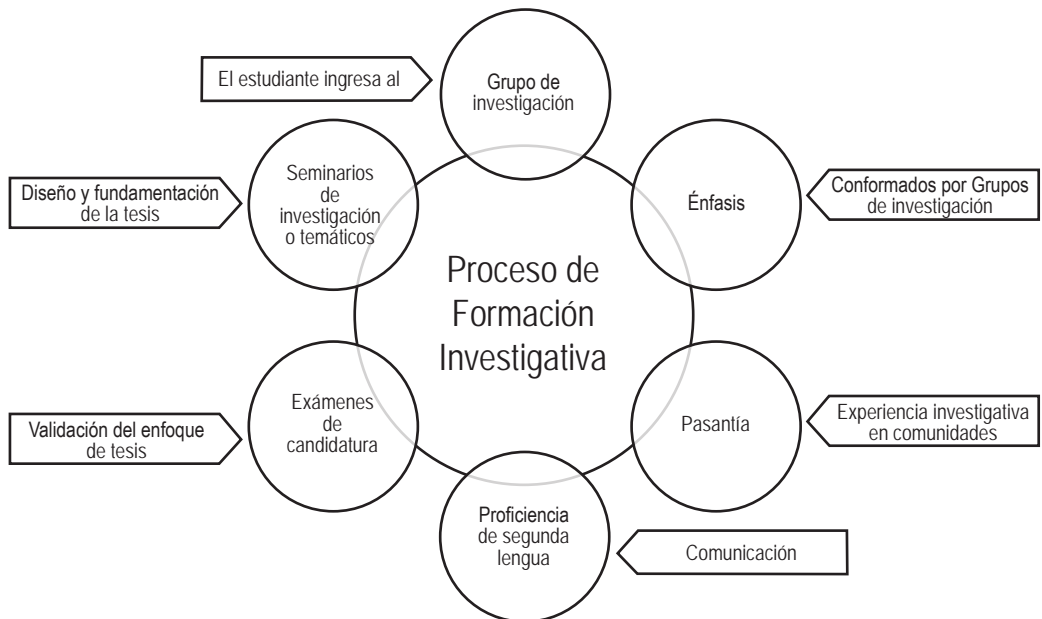 El estudiante ingresa al
Grupo de
investigación
Seminarios
de
investigación
o temáticos
Diseño y fundamentación
de la tesis
Énfasis
Conformados por Grupos
de investigación
Proceso de
Formación
Investigativa
Exámenes
de
candidatura
Validación del enfoque
de tesis
Pasantía
Experiencia investigativa
en comunidades
Proficiencia
de segunda
lengua
Comunicación